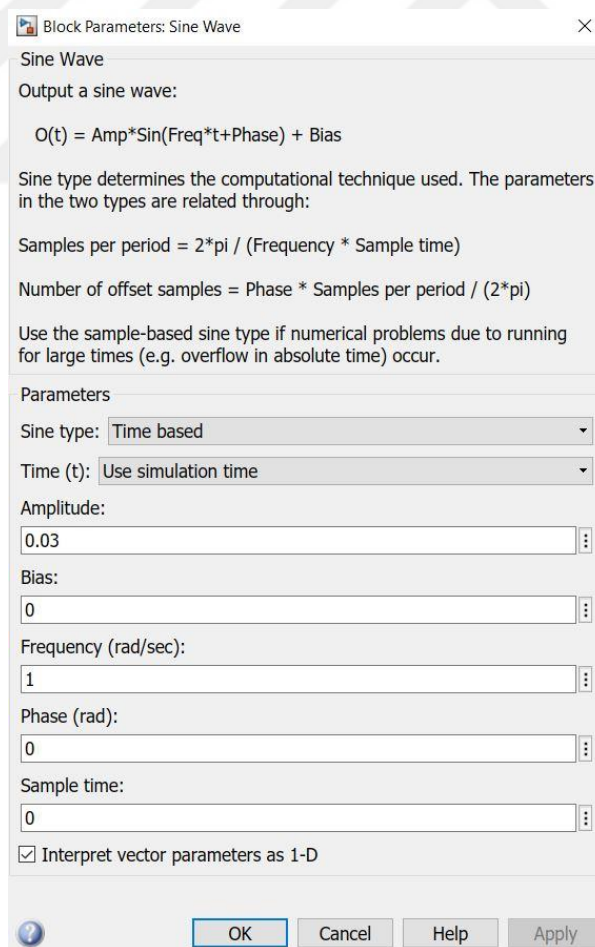 Block Parameters: Sine Wave
Sine Wave
Output a sine wave:
O(t) = Amp*Sin(Freq*t+Phase) + Bias
Sine type determines the computational technique used. The parameters
in the two types are related through:
Samples per period = 2*pi / (Frequency * Sample time)
Number of offset samples = Phase * Samples per period / (2*pi)
Use the sample-based sine type if numerical problems due to running
for large times (e.g. overflow in absolute time) occur.
Parameters
Sine type: Time based
Time (t): Use simulation time
Amplitude:
0.03
Bias:
0
Frequency (rad/sec):
1
Phase (rad):
0
Sample time:
0
Interpret vector parameters as 1-D
OK Cancel Help Apply